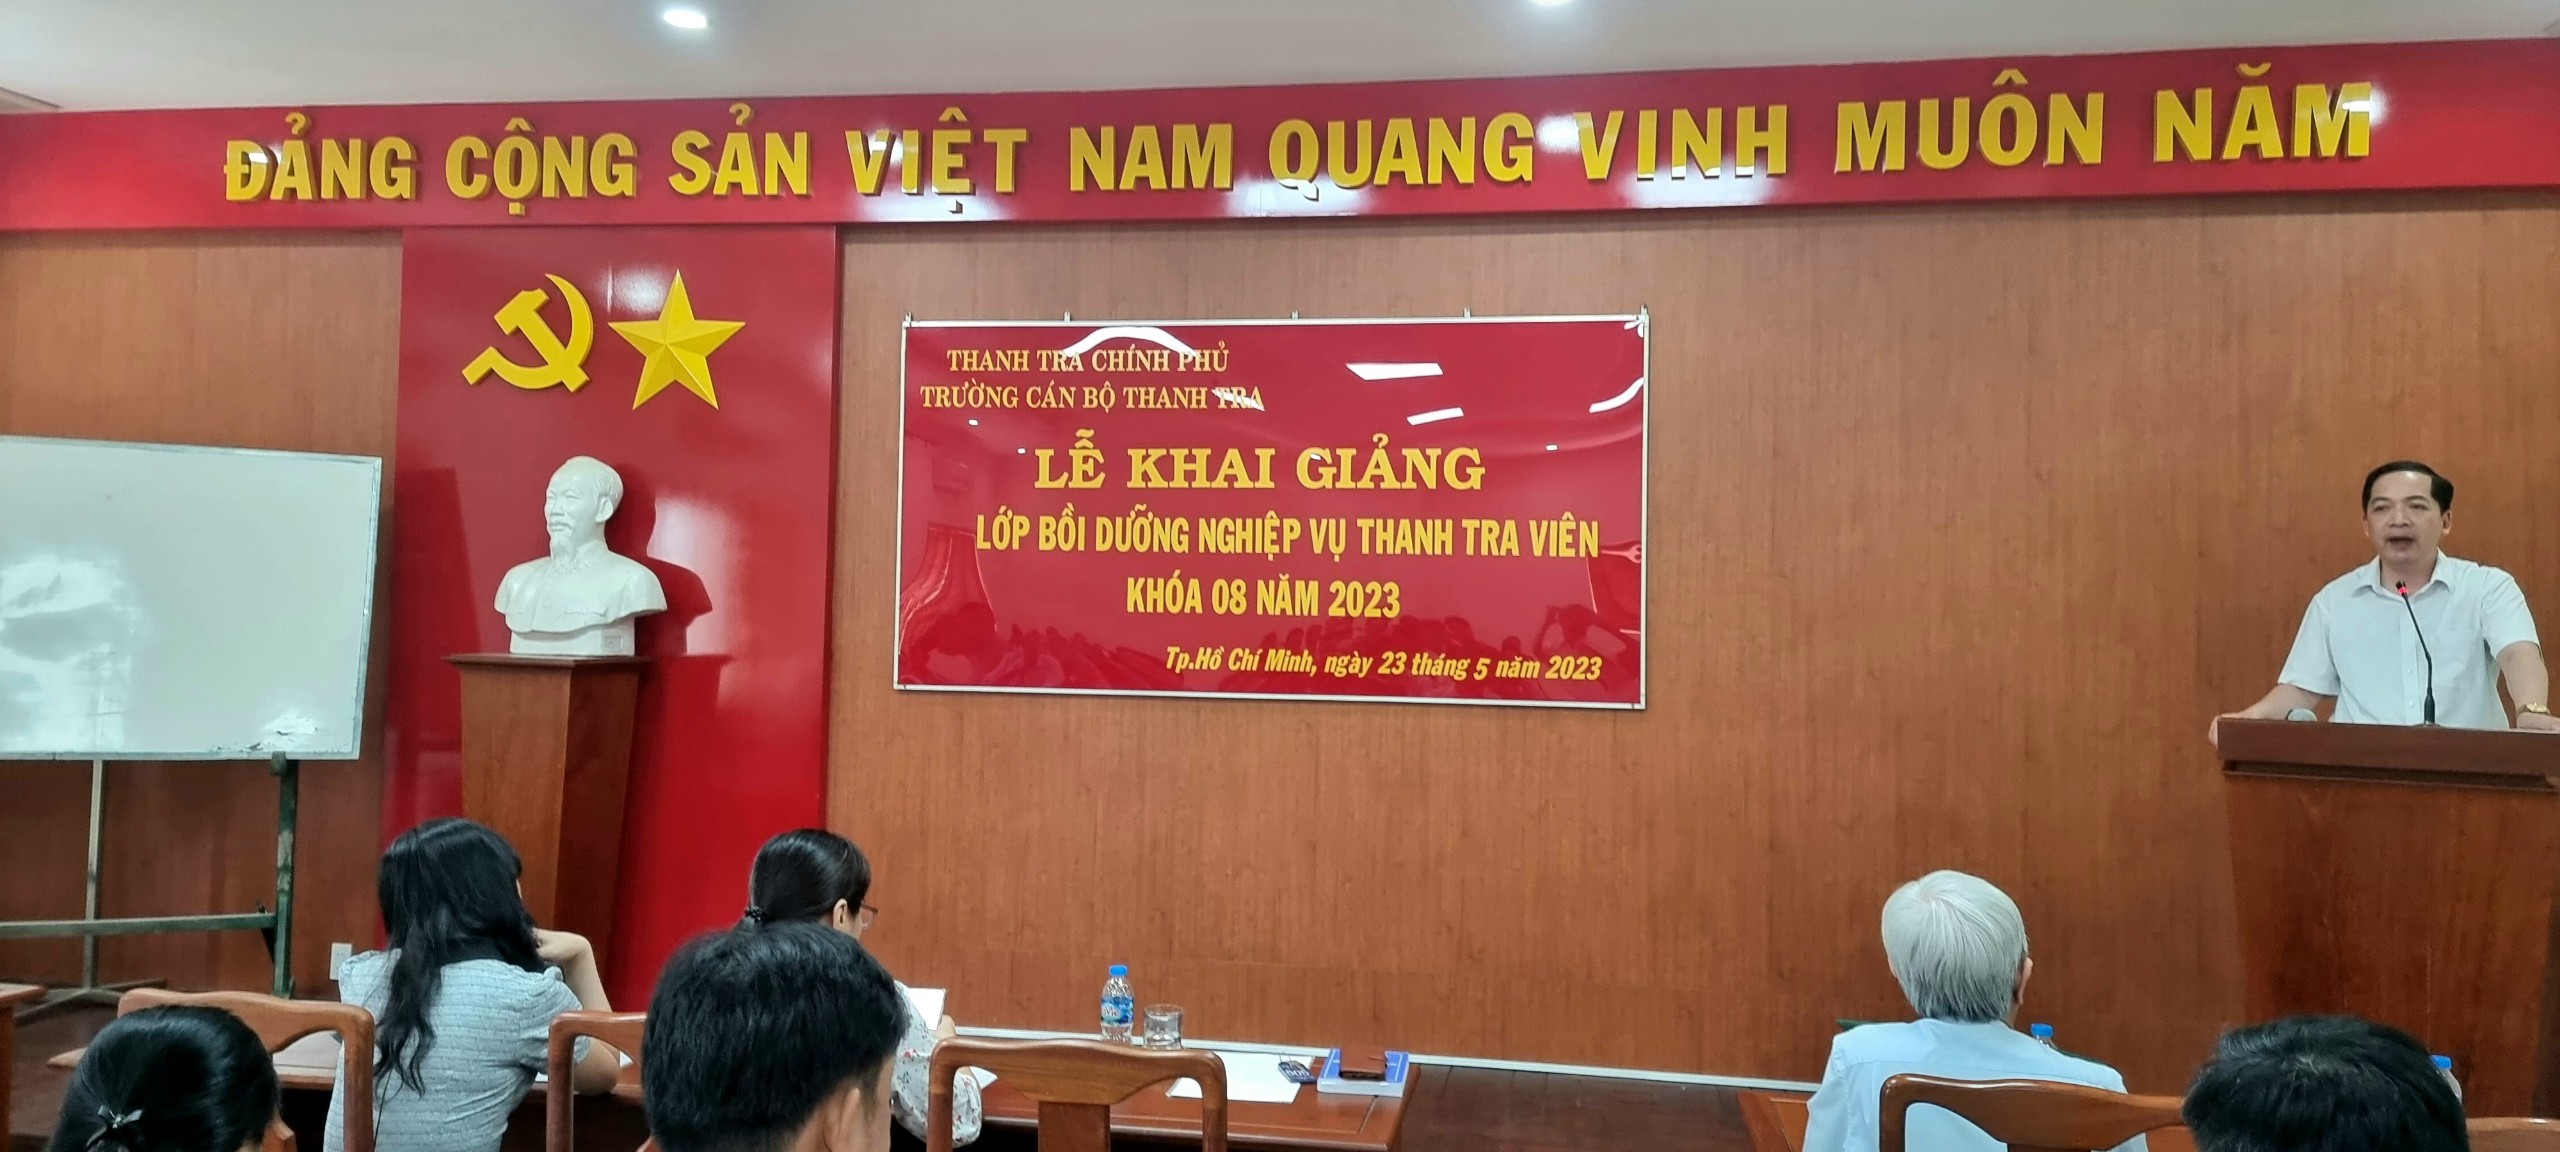 ĐẢNG CỘNG SẢN VIỆT NAM QUANG VINH MUÔN NĂM
THANH TRA CHÍNH PHỦ
TRƯỜNG CÁN BỘ THANH TRA
LỄ KHAI GIẢNG
LỚP BỒI DƯỠNG NGHIỆP VỤ THANH TRA VIÊN
KHÓA 08 NĂM 2023
Tp.Hồ Chí Minh, ngày 23 tháng 5 năm 2023